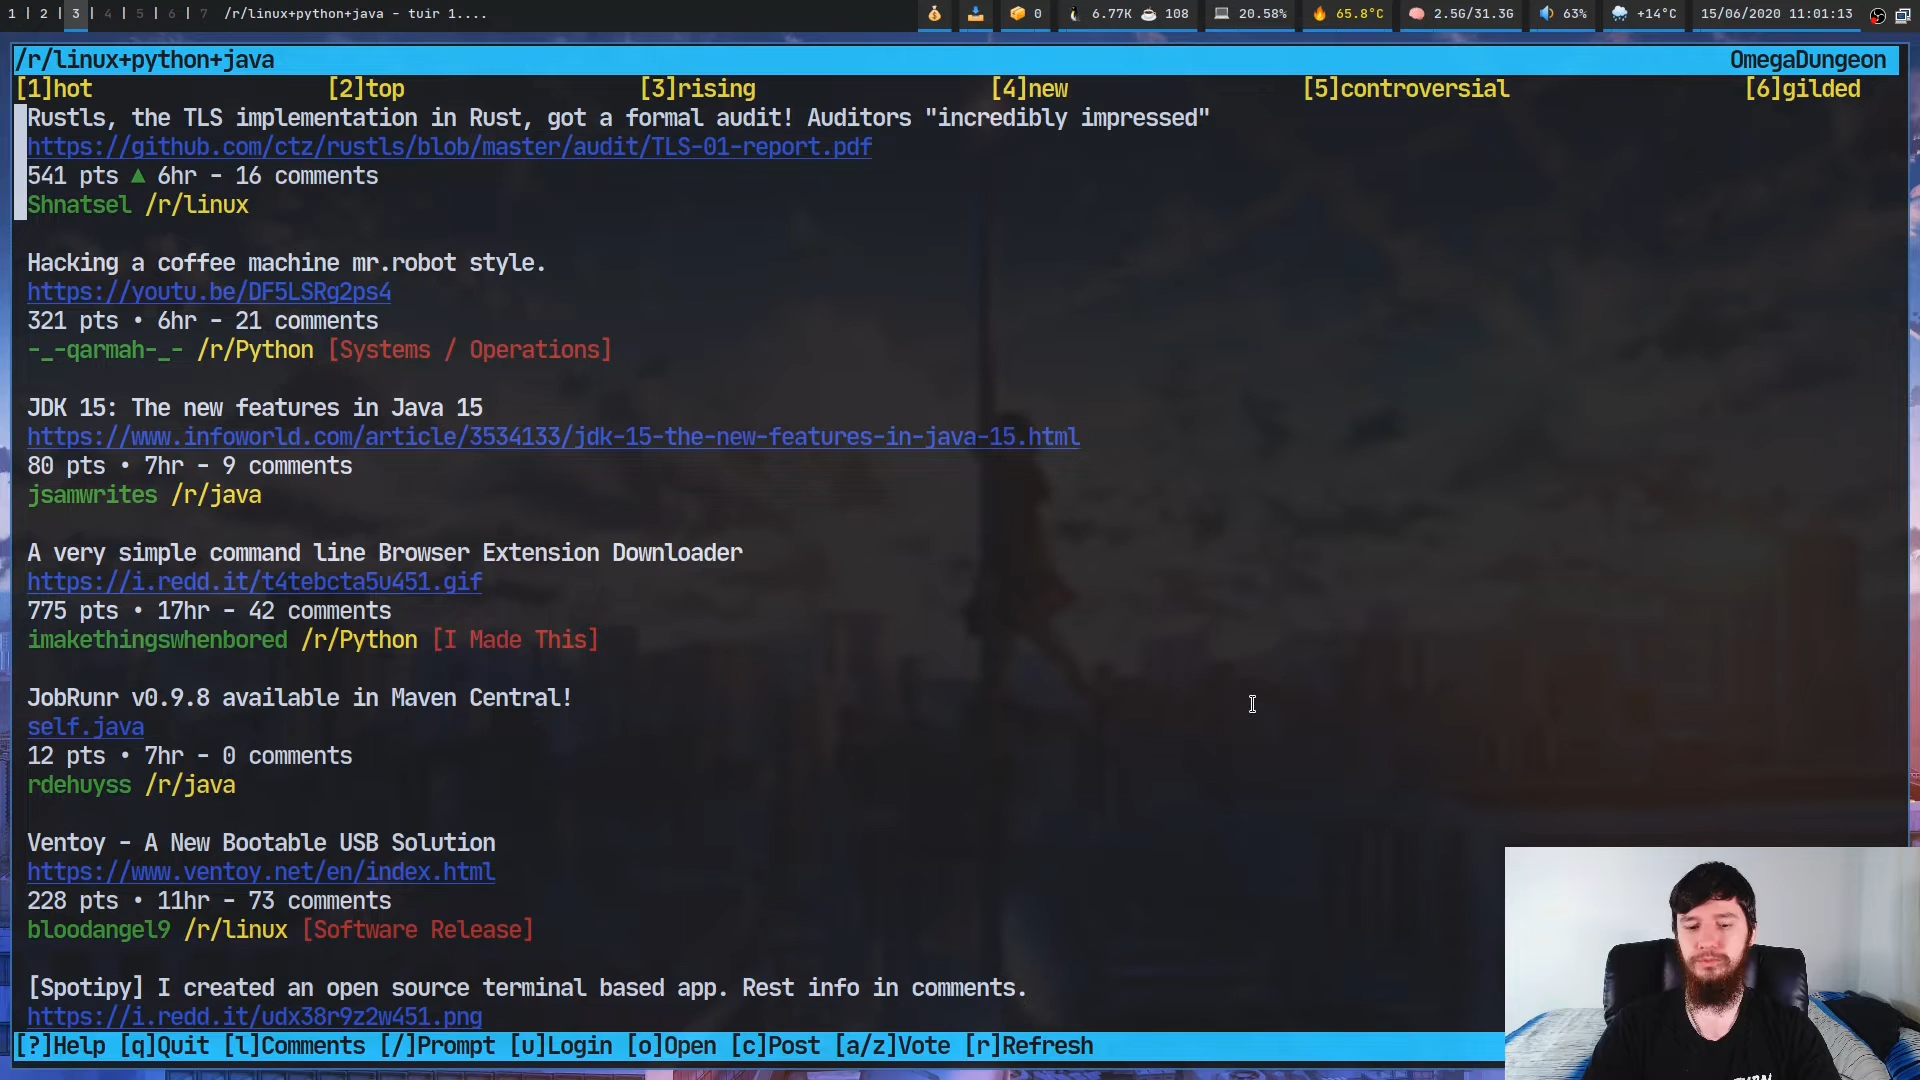 1 | 2 | 3 | 4 | 5 | 6 | 7 /r/linux+python+java - tuir 1.... 0 6.77K 108 20.58% 65.8°C 2.5G/31.3G 63% +14°C 15/06/2020 11:01:13
/r/linux+python+java OmegaDungeon
[1]hot [2]top [3]rising [4]new [5]controversial [6]gilded
Rustls, the TLS implementation in Rust, got a formal audit! Auditors "incredibly impressed"
https://github.com/ctz/rustls/blob/master/audit/TLS-01-report.pdf
541 pts ▲ 6hr - 16 comments
Shnatsel /r/linux
Hacking a coffee machine mr.robot style.
https://youtu.be/DF5LSRg2ps4
321 pts • 6hr - 21 comments
-_-qarmah-_- /r/Python [Systems / Operations]
JDK 15: The new features in Java 15
https://www.infoworld.com/article/3534133/jdk-15-the-new-features-in-java-15.html
80 pts • 7hr - 9 comments
jsamwrites /r/java
A very simple command line Browser Extension Downloader
https://i.redd.it/t4tebcta5u451.gif
775 pts • 17hr - 42 comments
imakethingswhenbored /r/Python [I Made This]
JobRunr v0.9.8 available in Maven Central!
self.java
12 pts • 7hr - 0 comments
rdehuyss /r/java
Ventoy - A New Bootable USB Solution
https://www.ventoy.net/en/index.html
228 pts • 11hr - 73 comments
bloodangel9 /r/linux [Software Release]
[Spotipy] I created an open source terminal based app. Rest info in comments.
https://i.redd.it/udx38r9z2w451.png
[?]Help [q]Quit [l]Comments [/]Prompt [u]Login [o]Open [c]Post [a/z]Vote [r]Refresh